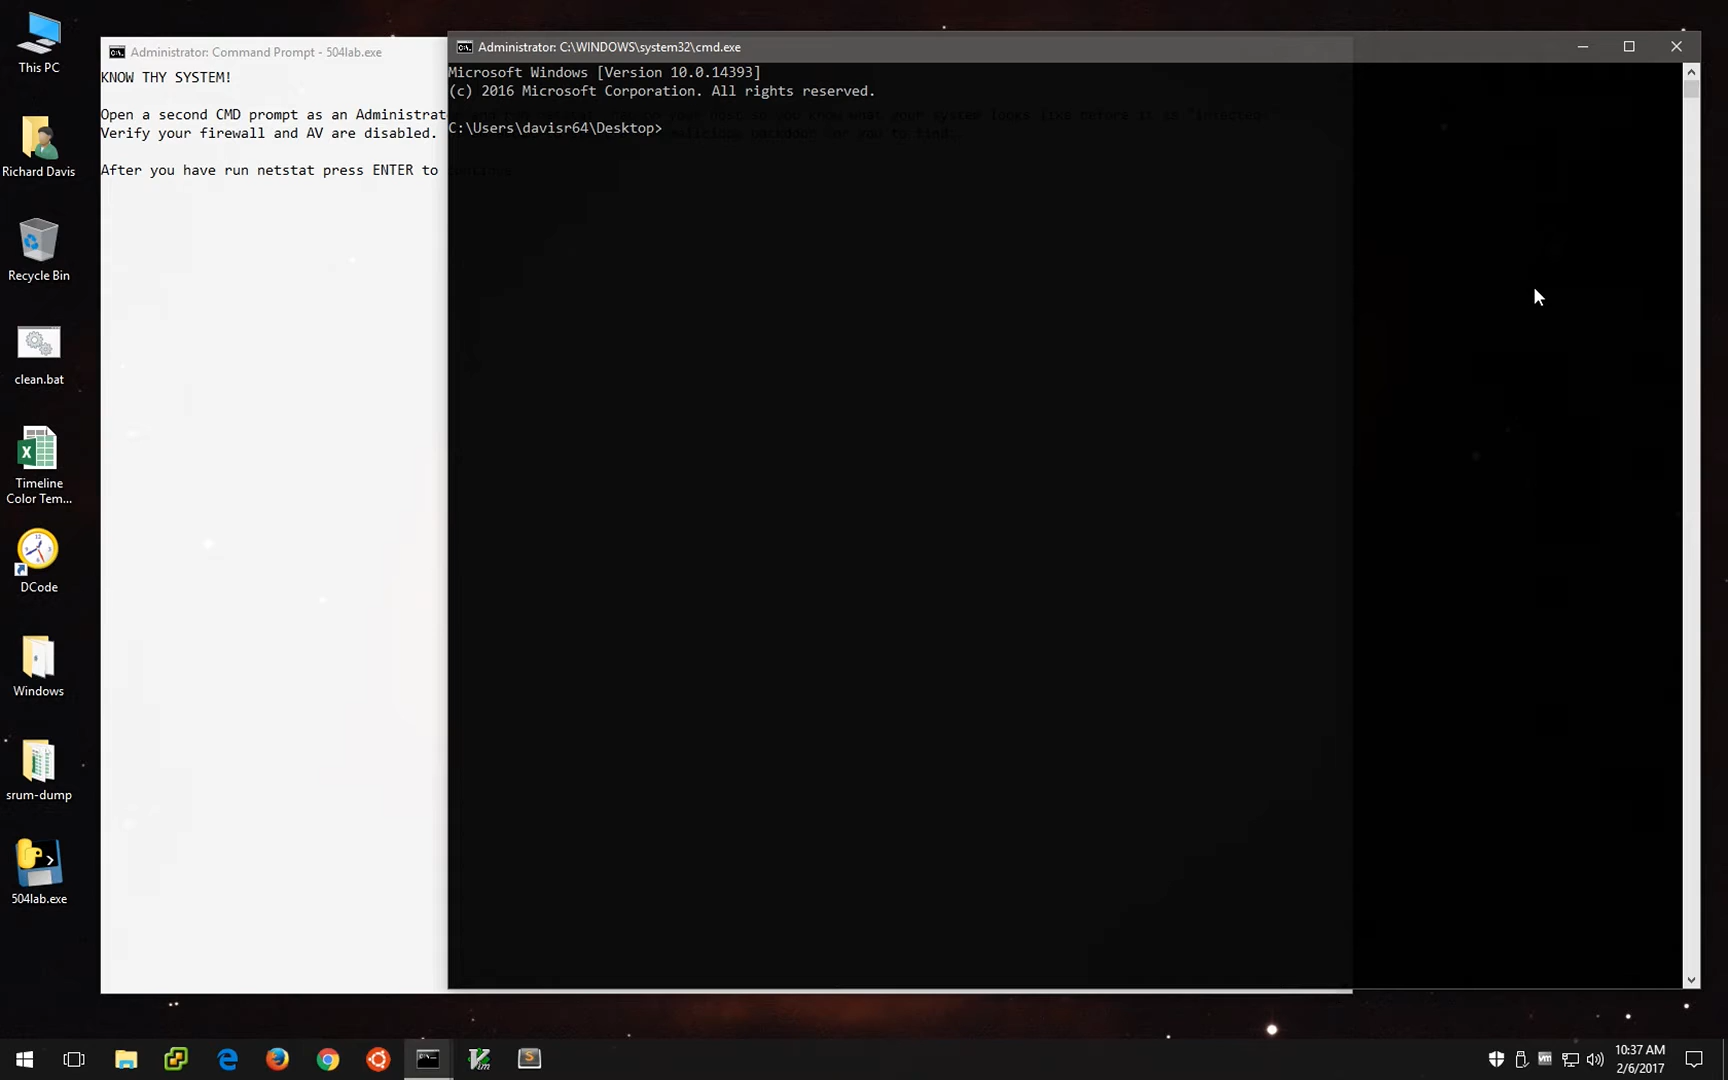 This PC
Richard Davis
Recycle Bin
clean.bat
Timeline
Color Tem...
DCode
Windows
srum-dump
504lab.exe
Administrator: Command Prompt - 504lab.exe
KNOW THY SYSTEM!
Open a second CMD prompt as an Administrat
Verify your firewall and AV are disabled.
After you have run netstat press ENTER to continue
Administrator: C:\WINDOWS\system32\cmd.exe
Microsoft Windows [Version 10.0.14393]
(c) 2016 Microsoft Corporation. All rights reserved.
C:\Users\davisr64\Desktop>
10:37 AM
2/6/2017